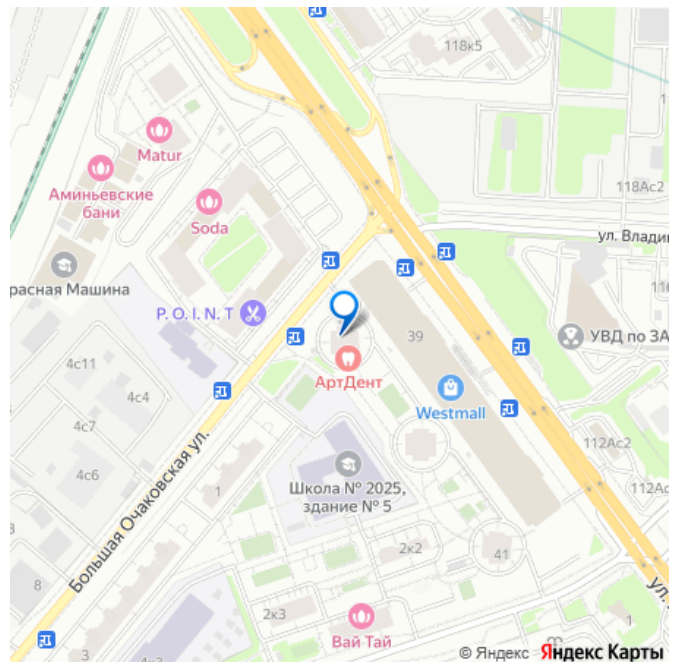 118к5
Matur
118Ас2
Аминьевские
бани
Soda
ул. Влади
расная Машина
P. O. I. N. T
39
УВД по ЗА
4с11
АртДент
4с4
Westmall
4с7
112Ас2
Большая Очаковская ул.
4с6
Школа № 2025,
здание № 5
1
112Ас
2к2
41
8
2к3
ул.
1
Вай Тай
© Яндекс Яндекс Карты